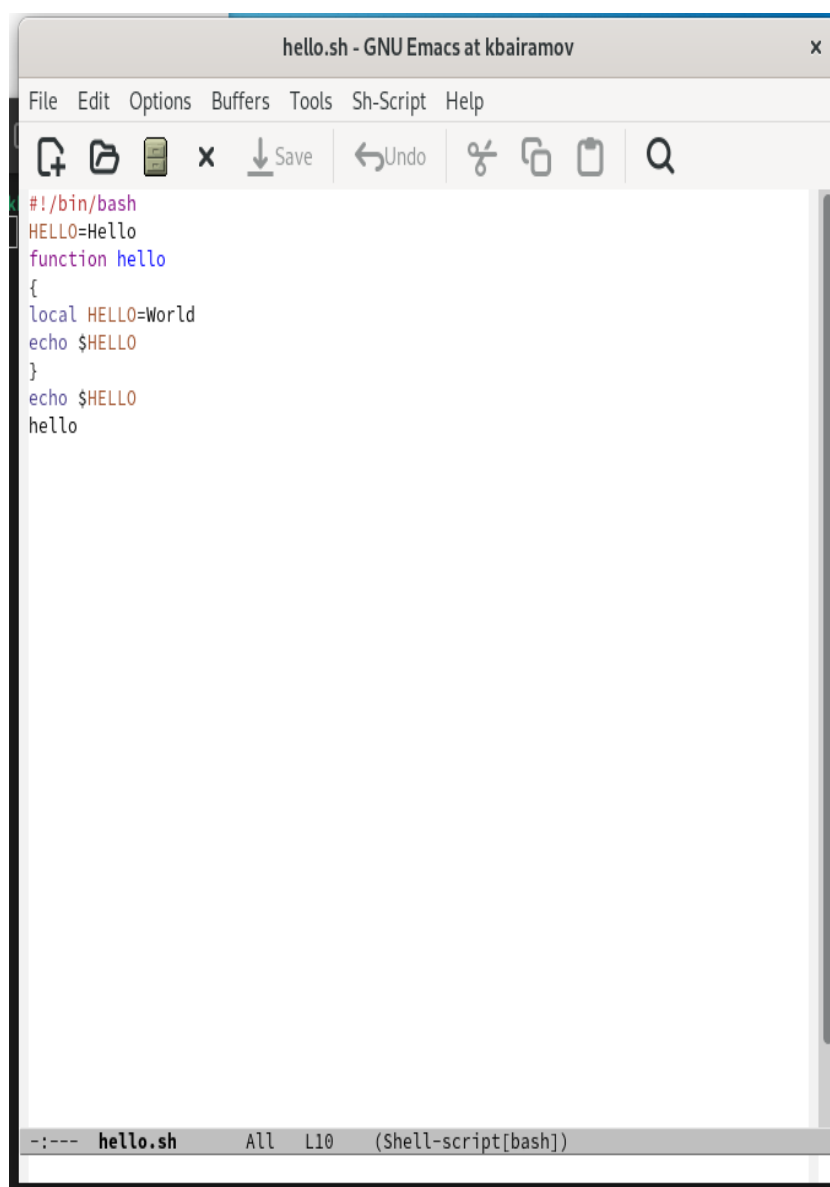 hello.sh - GNU Emacs at kbairamov
File Edit Options Buffers Tools Sh-Script Help
Save Undo
#!/bin/bash
HELLO=Hello
function hello
{
local HELLO=World
echo $HELLO
}
echo $HELLO
hello
-:--- hello.sh All L10 (Shell-script[bash])